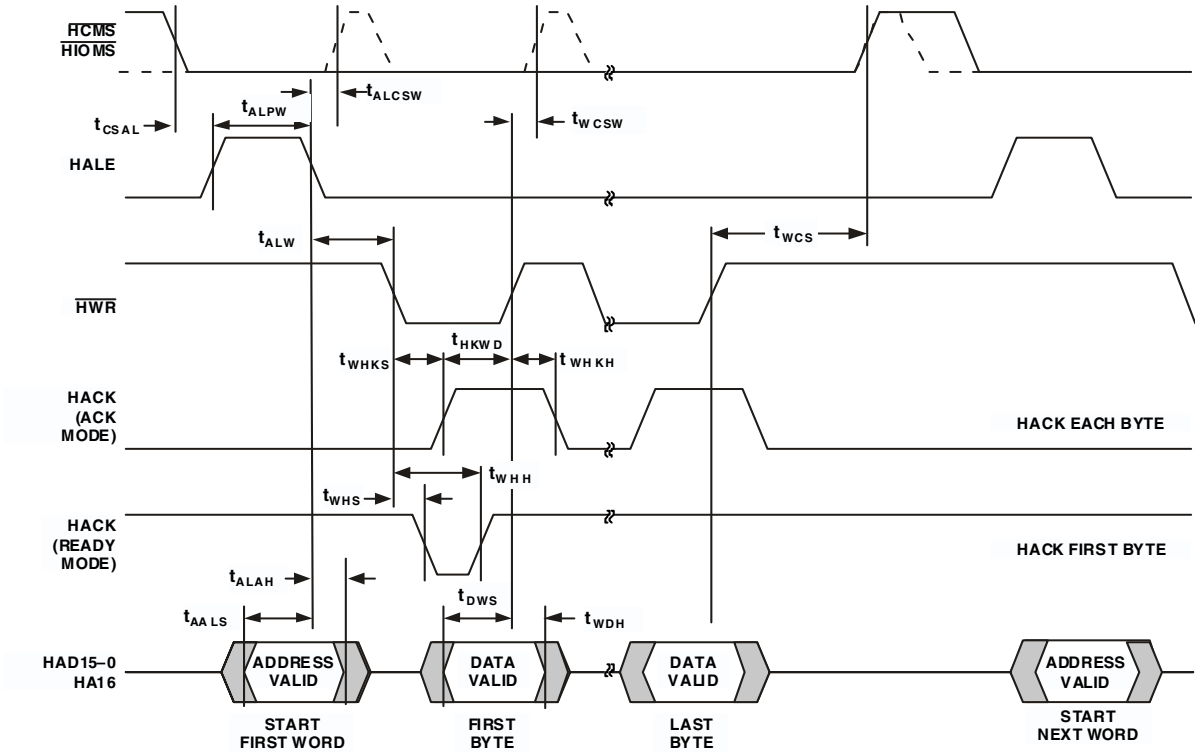 HCMS
HIOMS
tALCSW
tALPW
tCSAL
tWCSW
HALE
tALW
tWCS
HWR
tHKWD
tWHKS
tWHKH
HACK
(ACK
MODE)
HACK EACH BYTE
tWHH
tWHS
HACK
(READY
MODE)
HACK FIRST BYTE
tALAH
tDWS
tAALS
tWDH
HAD15–0
HA16
ADDRESS
VALID
DATA
VALID
DATA
VALID
ADDRESS
VALID
START
FIRST WORD
FIRST
BYTE
LAST
BYTE
START
NEXT WORD